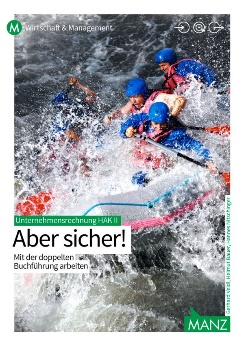 M Wirtschaft & Management
Unternehmensrechnung HAK II
Aber sicher!
Mit der doppelten
Buchführung arbeiten
MANZ